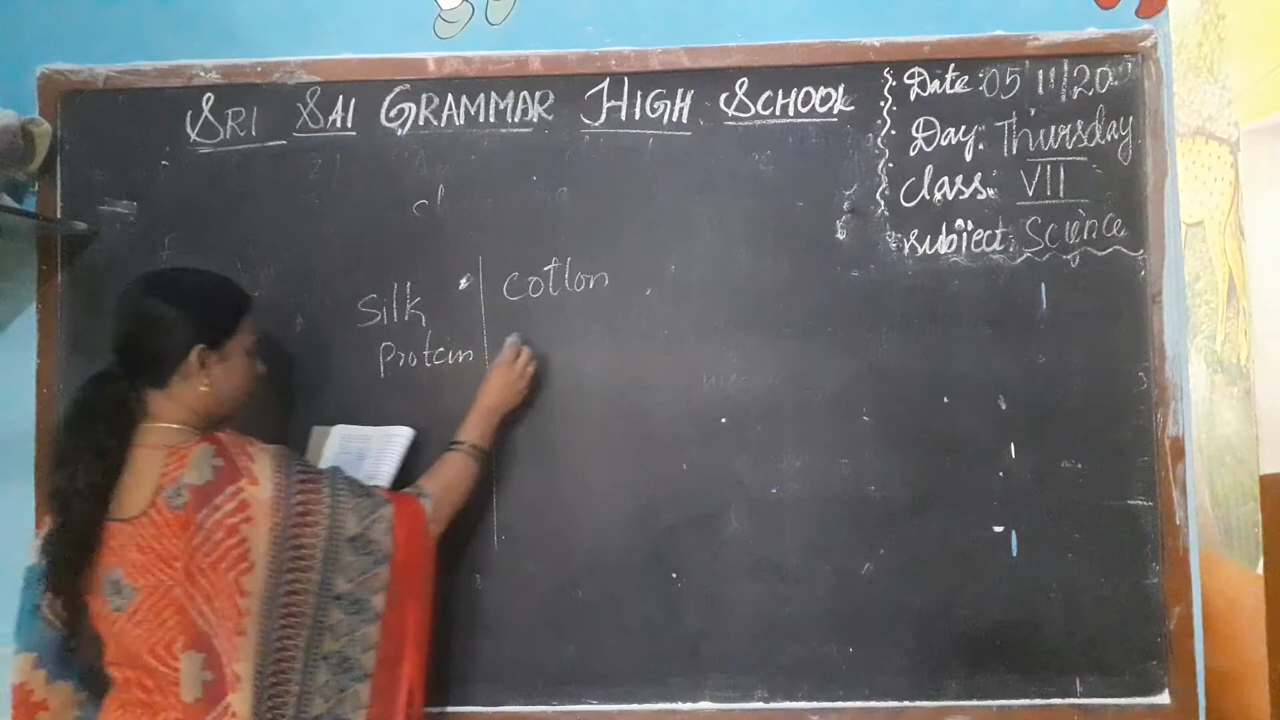 SRI SAI GRAMMAR HIGH SCHOOL
Date: 05/11/20
Day: Thursday
Class: VII
Subject: Science
Silk
Cotton
Protein